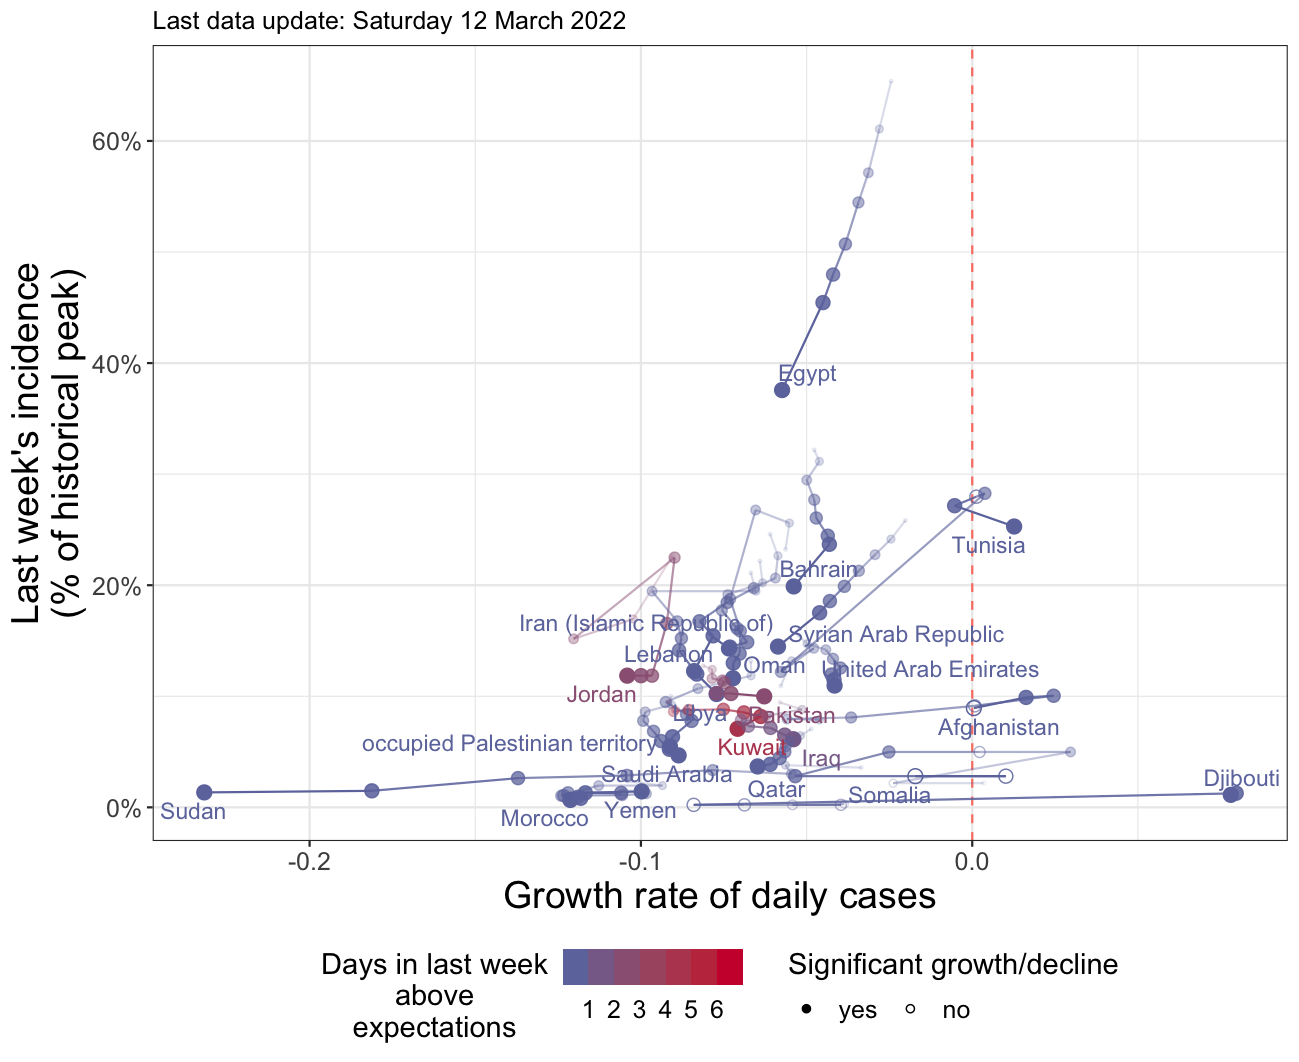 Last data update: Saturday 12 March 2022
Last week's incidence
(% of historical peak)
60%
40%
20%
0%
Egypt
Tunisia
Bahrain
Iran (Islamic Republic of)
Syrian Arab Republic
Lebanon
Oman
United Arab Emirates
Jordan
Libya
Pakistan
Afghanistan
occupied Palestinian territory
Kuwait
Iraq
Saudi Arabia
Djibouti
Qatar
Somalia
Sudan
Morocco
Yemen
-0.2
-0.1
0.0
Growth rate of daily cases
Days in last week
above
expectations
1 2 3 4 5 6
Significant growth/decline
yes
no